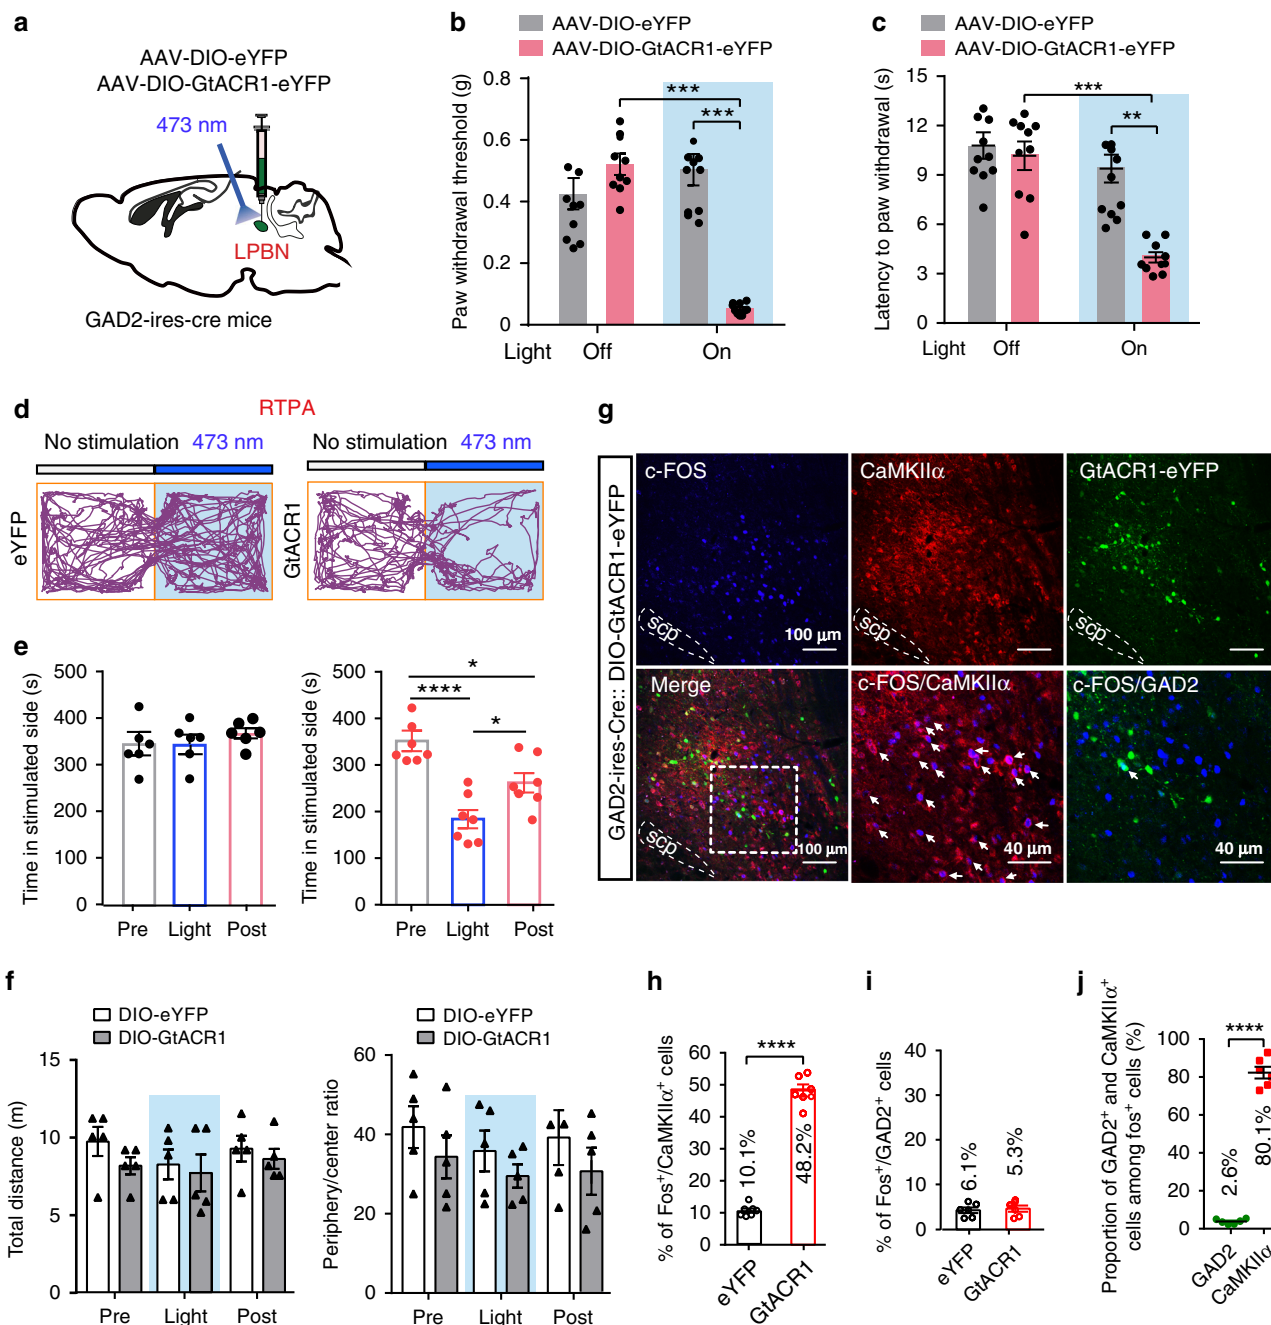 a
AAV-DIO-eYFP
AAV-DIO-GtACR1-eYFP
473 nm
LPBN
GAD2-ires-cre mice
b
AAV-DIO-eYFP
AAV-DIO-GtACR1-eYFP
Paw withdrawal threshold (g)
0.8
0.6
0.4
0.2
0
***
***
Light Off On
c
AAV-DIO-eYFP
AAV-DIO-GtACR1-eYFP
Latency to paw withdrawal (s)
15
12
9
6
3
0
***
**
Light Off On
d
RTPA
No stimulation 473 nm
No stimulation 473 nm
eYFP
GtACR1
e
Time in stimulated side (s)
500
400
300
200
100
0
Pre Light Post
Time in stimulated side (s)
500
400
300
200
100
0
*
****
*
Pre Light Post
f
DIO-eYFP
DIO-GtACR1
Total distance (m)
15
10
5
0
Pre Light Post
DIO-eYFP
DIO-GtACR1
Periphery/center ratio
60
40
20
0
Pre Light Post
g
GAD2-ires-Cre:: DIO-GtACR1-eYFP
c-FOS
scp
100 µm
CaMKIIα
scp
GtACR1-eYFP
scp
Merge
scp
100 µm
c-FOS/CaMKIIα
40 µm
c-FOS/GAD2
40 µm
h
% of Fos+/CaMKIIα+ cells
60
50
40
30
20
10
0
****
10.1%
48.2%
eYFP
GtACR1
i
% of Fos+/GAD2+ cells
40
30
20
10
0
6.1%
5.3%
eYFP
GtACR1
j
Proportion of GAD2+ and CaMKIIα+
cells among fos+ cells (%)
100
80
60
40
20
0
****
2.6%
80.1%
GAD2
CaMKIIα